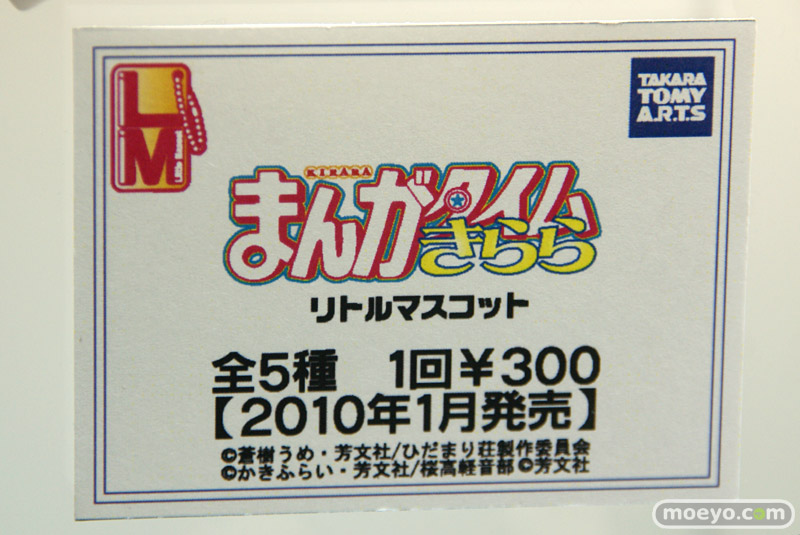 LM
Little Mascot
TAKARA
TOMY
A.R.T.S
KIRARA
まんがタイム
きらら
リトルマスコット
全5種 1回¥300
【2010年1月発売】
©蒼樹うめ・芳文社/ひだまり荘製作委員会
©かきふらい・芳文社/桜高軽音部 ©芳文社
moeyo.com